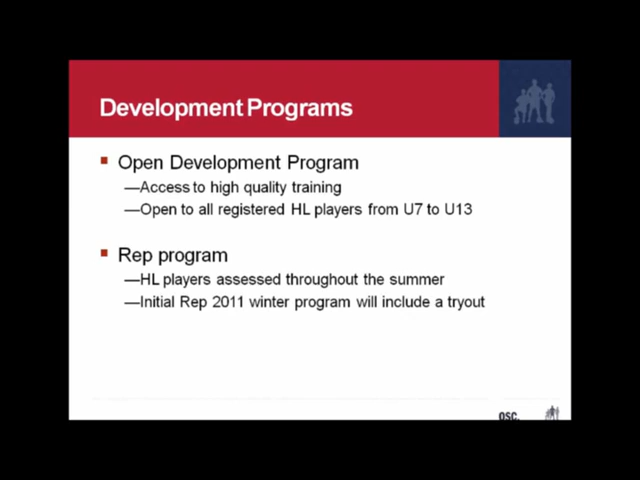 Development Programs
Open Development Program
—Access to high quality training
—Open to all registered HL players from U7 to U13
Rep program
—HL players assessed throughout the summer
—Initial Rep 2011 winter program will include a tryout
osc.